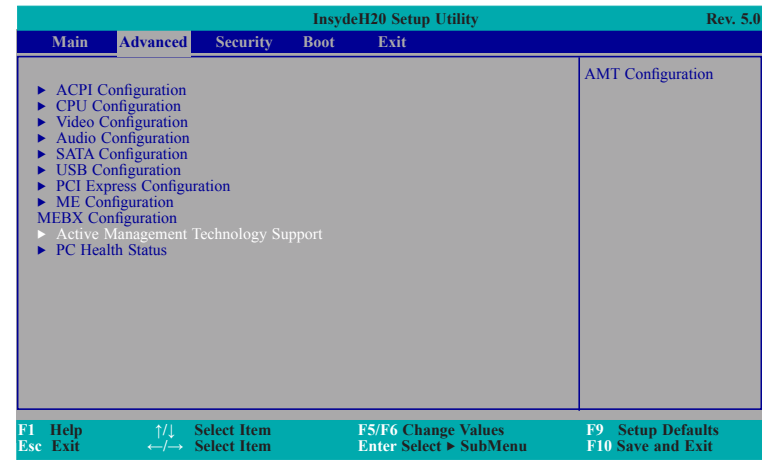 InsydeH20 Setup Utility Rev. 5.0
Main Advanced Security Boot Exit
► ACPI Configuration
► CPU Configuration
► Video Configuration
► Audio Configuration
► SATA Configuration
► USB Configuration
► PCI Express Configuration
► ME Configuration
MEBX Configuration
► Active Management Technology Support
► PC Health Status
AMT Configuration
F1 Help ↑/↓ Select Item F5/F6 Change Values F9 Setup Defaults
Esc Exit ←/→ Select Item Enter Select ► SubMenu F10 Save and Exit